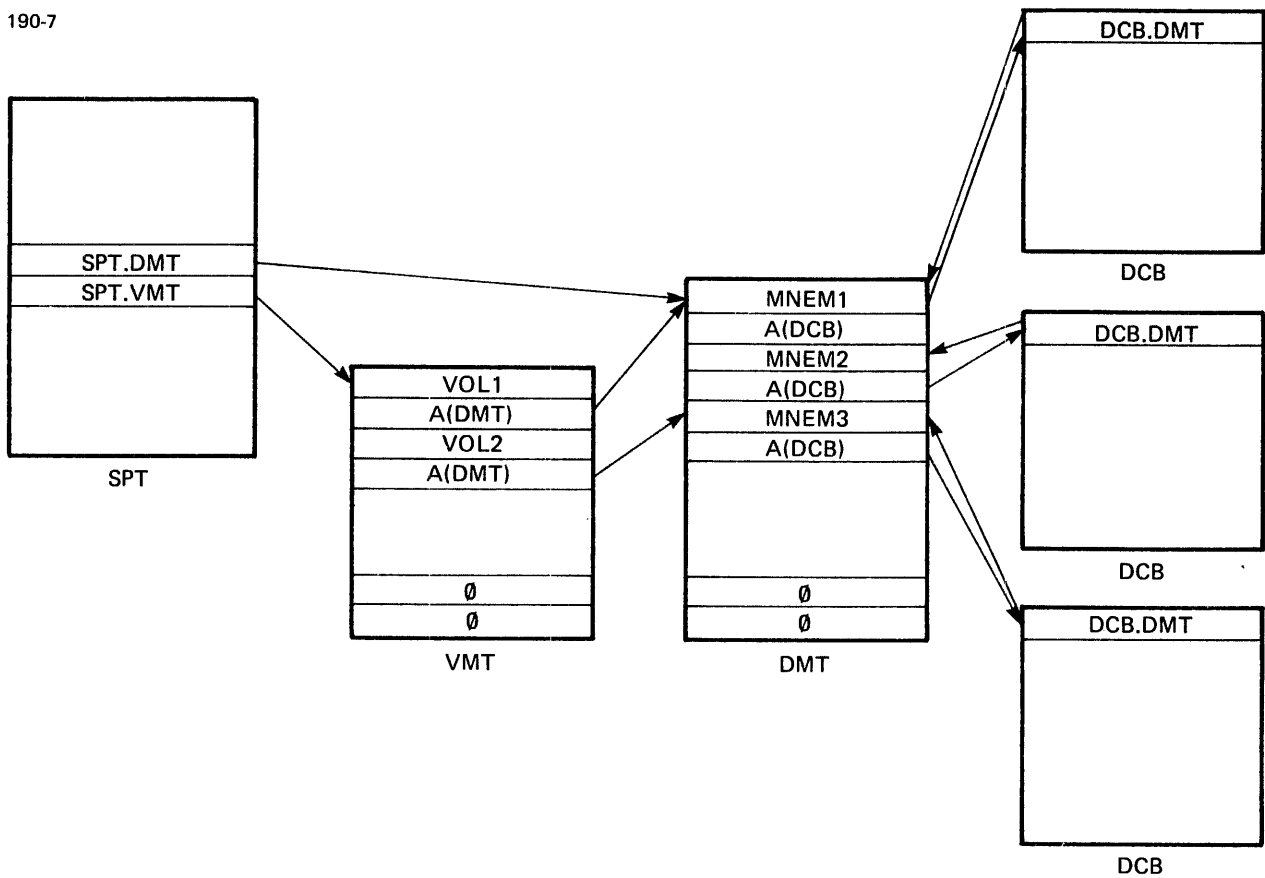 190-7
SPT.DMT
SPT.VMT
SPT
VOL1
A(DMT)
VOL2
A(DMT)
Ø
Ø
VMT
MNEM1
A(DCB)
MNEM2
A(DCB)
MNEM3
A(DCB)
Ø
Ø
DMT
DCB.DMT
DCB
DCB.DMT
DCB
DCB.DMT
DCB